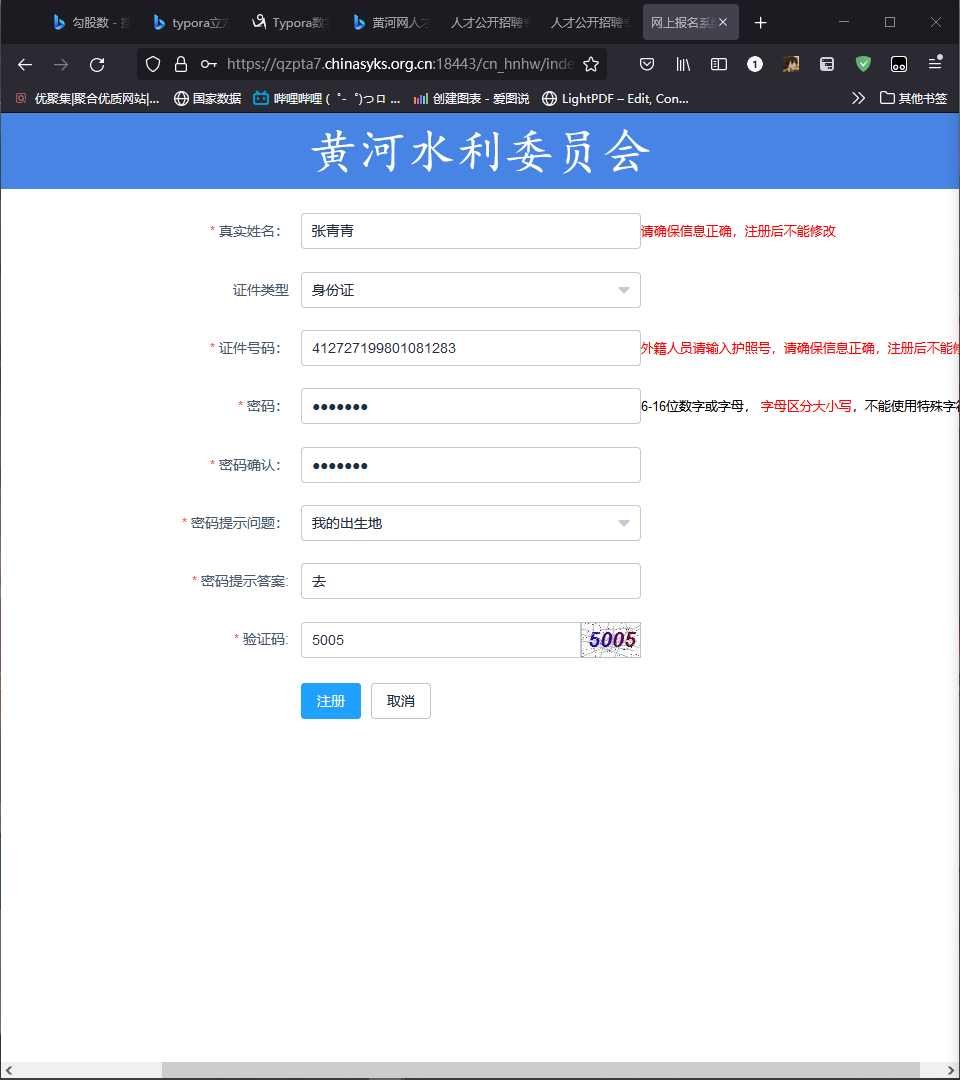 勾股数 - 搜
typora立方
Typora数学
黄河网人才
人才公开招聘专
人才公开招聘专
网上报名系统
https://qzpta7.chinasyks.org.cn:18443/cn_hnhw/inde
优聚集|聚合优质网站|...
国家数据
哔哩哔哩 ( ゜- ゜)つロ ...
创建图表 - 爱图说
LightPDF – Edit, Con...
其他书签
黄河水利委员会
* 真实姓名： 张青青 请确保信息正确，注册后不能修改
证件类型 身份证
* 证件号码： 412727199801081283 外籍人员请输入护照号，请确保信息正确，注册后不能修
* 密码： ●●●●●●● 6-16位数字或字母， 字母区分大小写，不能使用特殊字符
* 密码确认： ●●●●●●●
* 密码提示问题： 我的出生地
* 密码提示答案: 去
* 验证码: 5005 5005
注册 取消